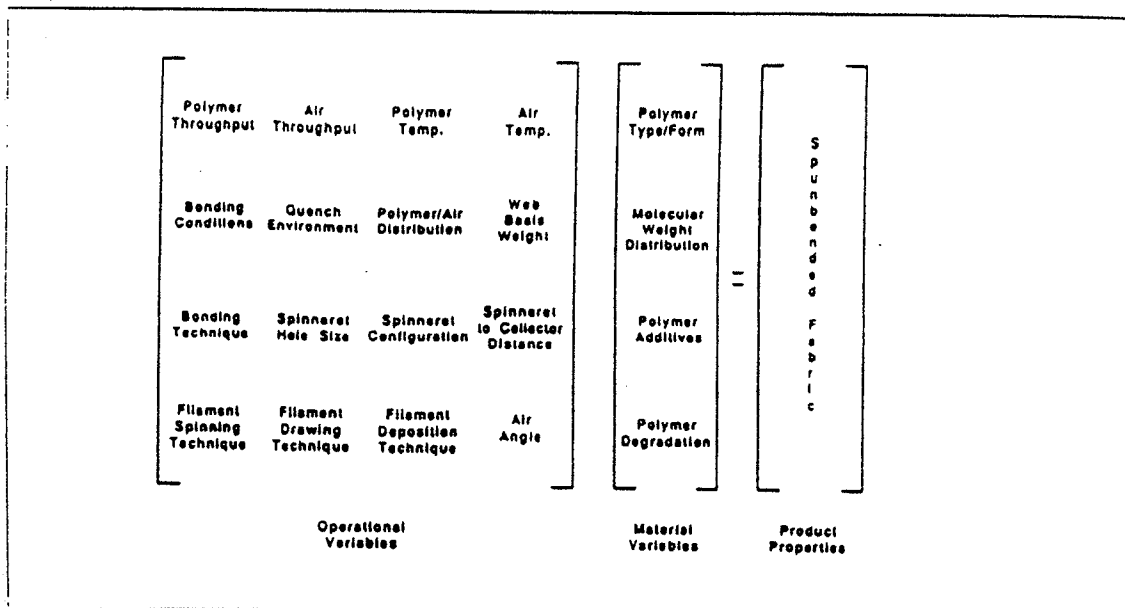 Polymer
Throughput
Air
Throughput
Polymer
Temp.
Air
Temp.
Bonding
Conditions
Quench
Environment
Polymer/Air
Distribution
Web
Basis
Weight
Bonding
Technique
Spinneret
Hole Size
Spinneret
Configuration
Spinneret
to Collector
Distance
Filament
Spinning
Technique
Filament
Drawing
Technique
Filament
Deposition
Technique
Air
Angle
Operational
Variables
Polymer
Type/Form
Molecular
Weight
Distribution
Polymer
Additives
Polymer
Degradation
Material
Variables
=
Spunbonded Fabric
Product
Properties